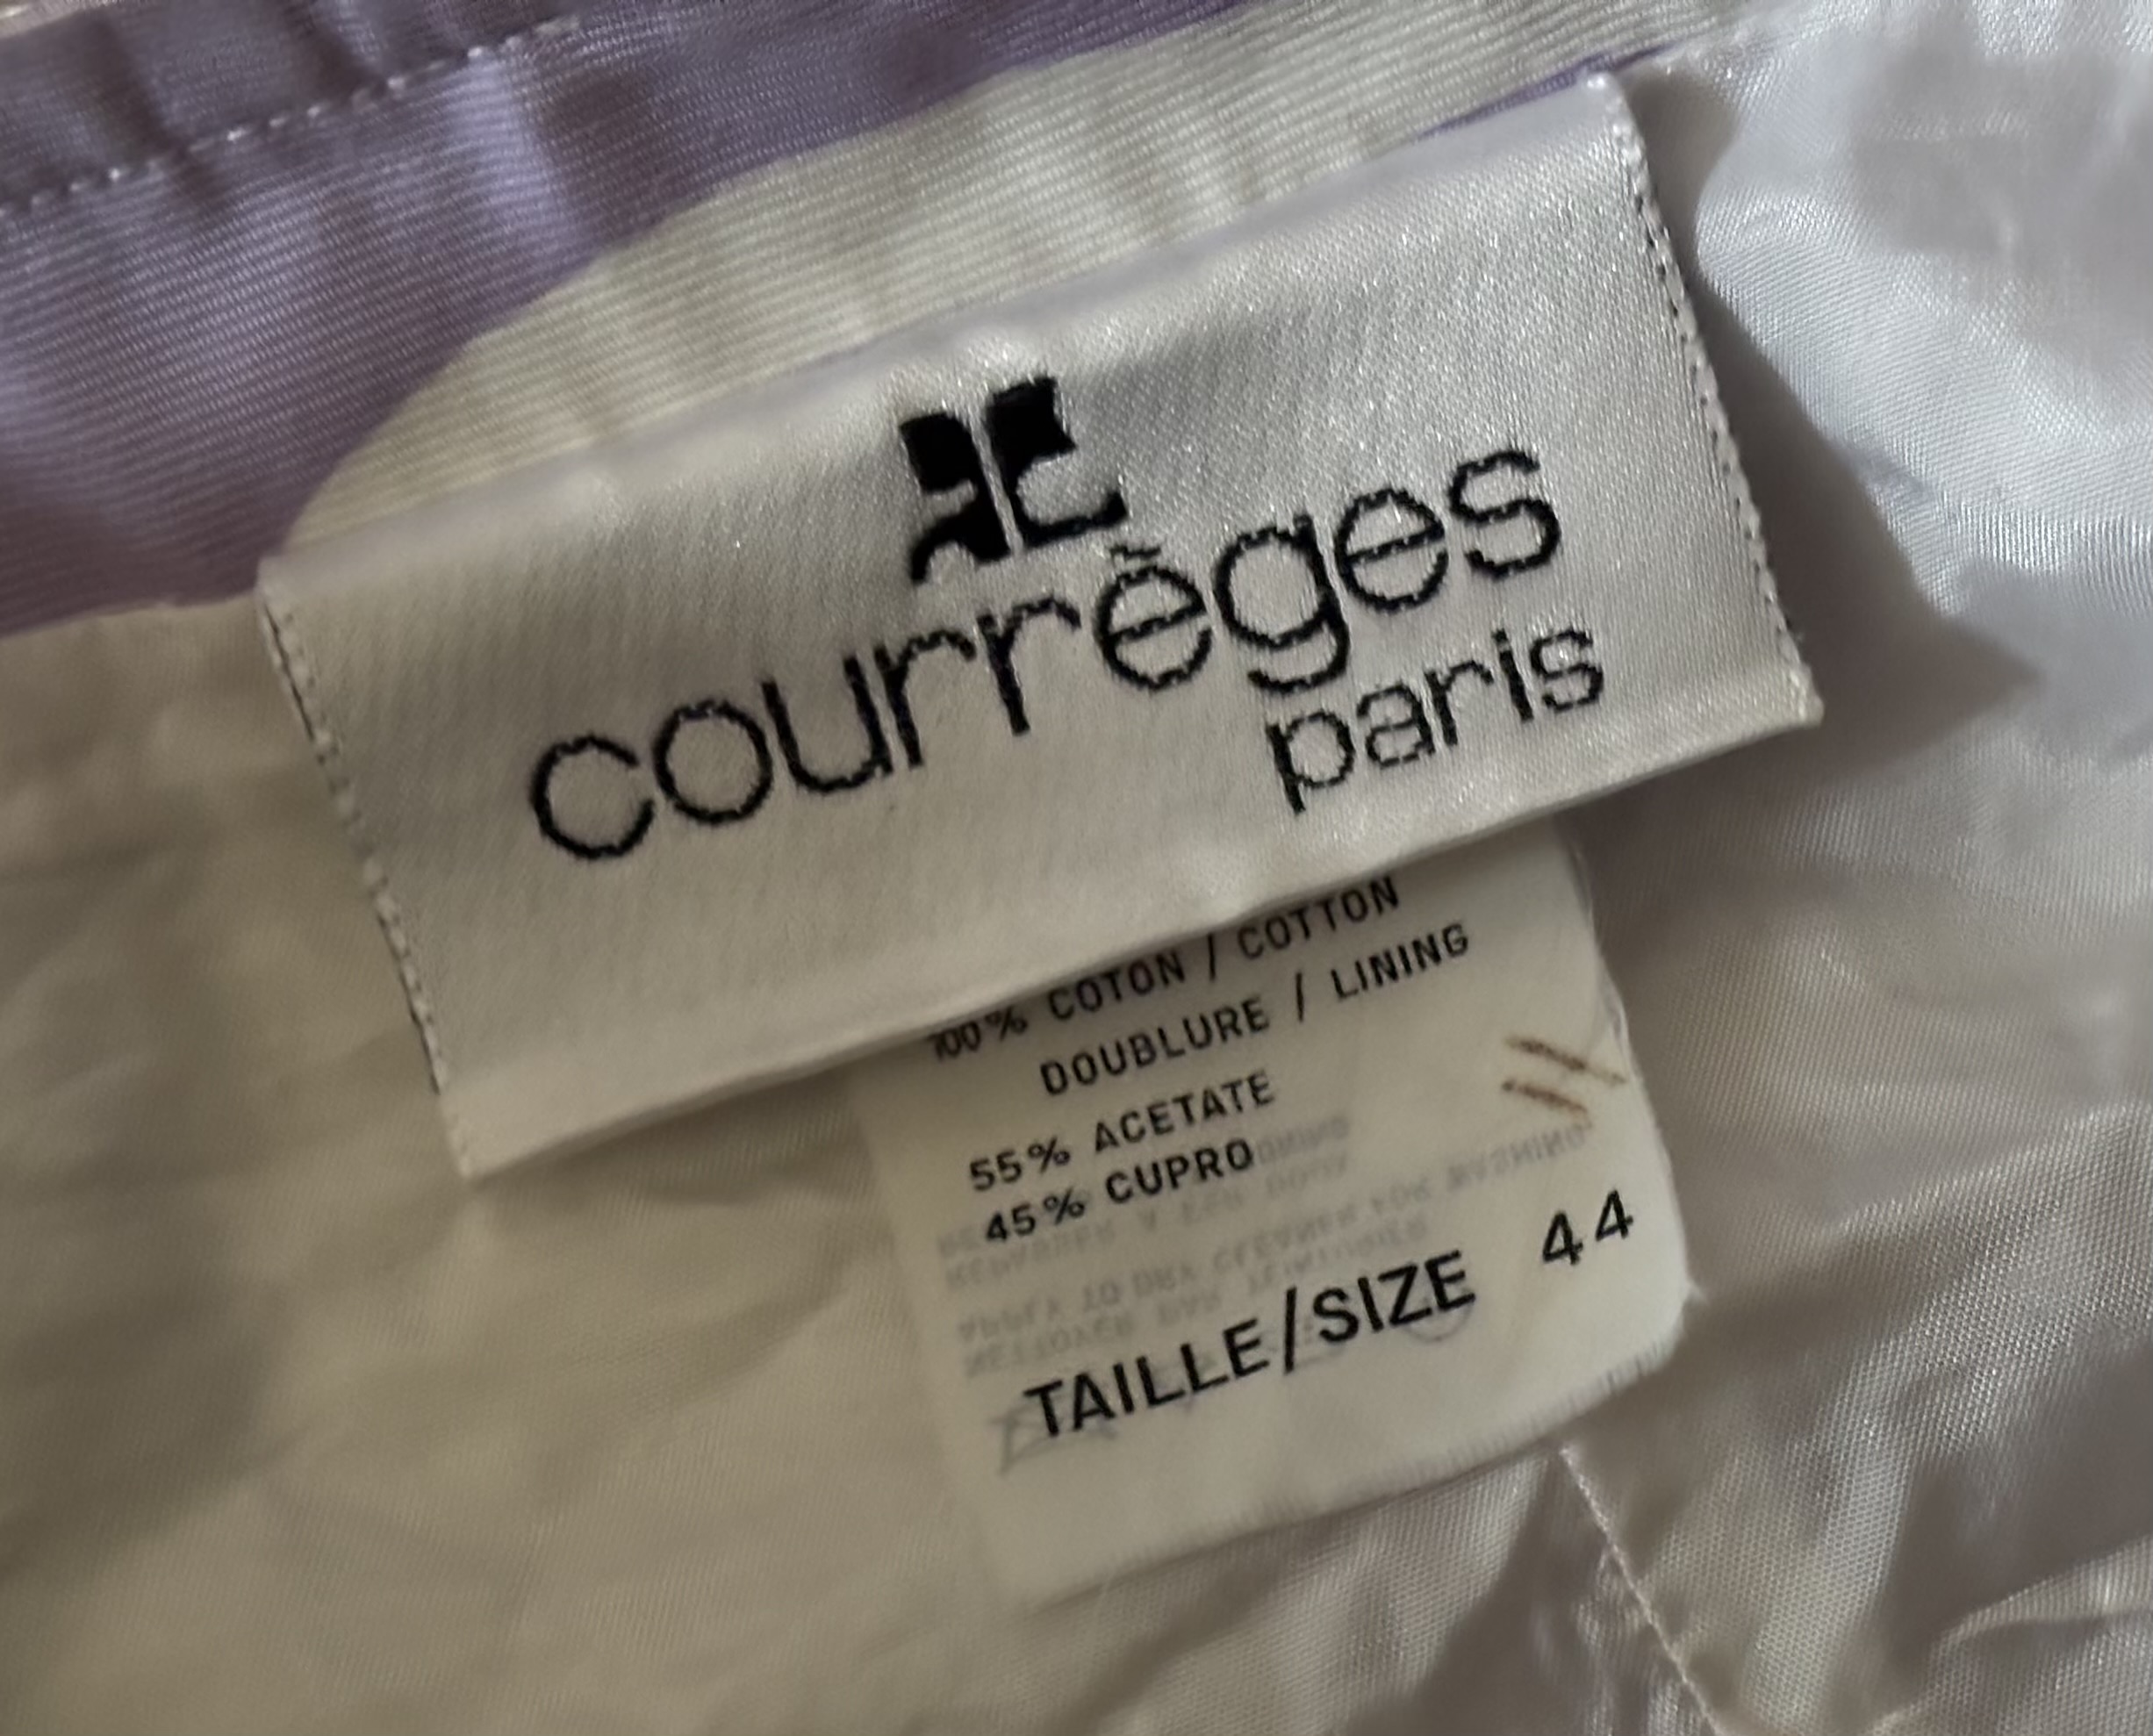 courrèges
paris
100% COTON / COTTON
DOUBLURE / LINING
55% ACETATE
45% CUPRO
TAILLE/SIZE 44